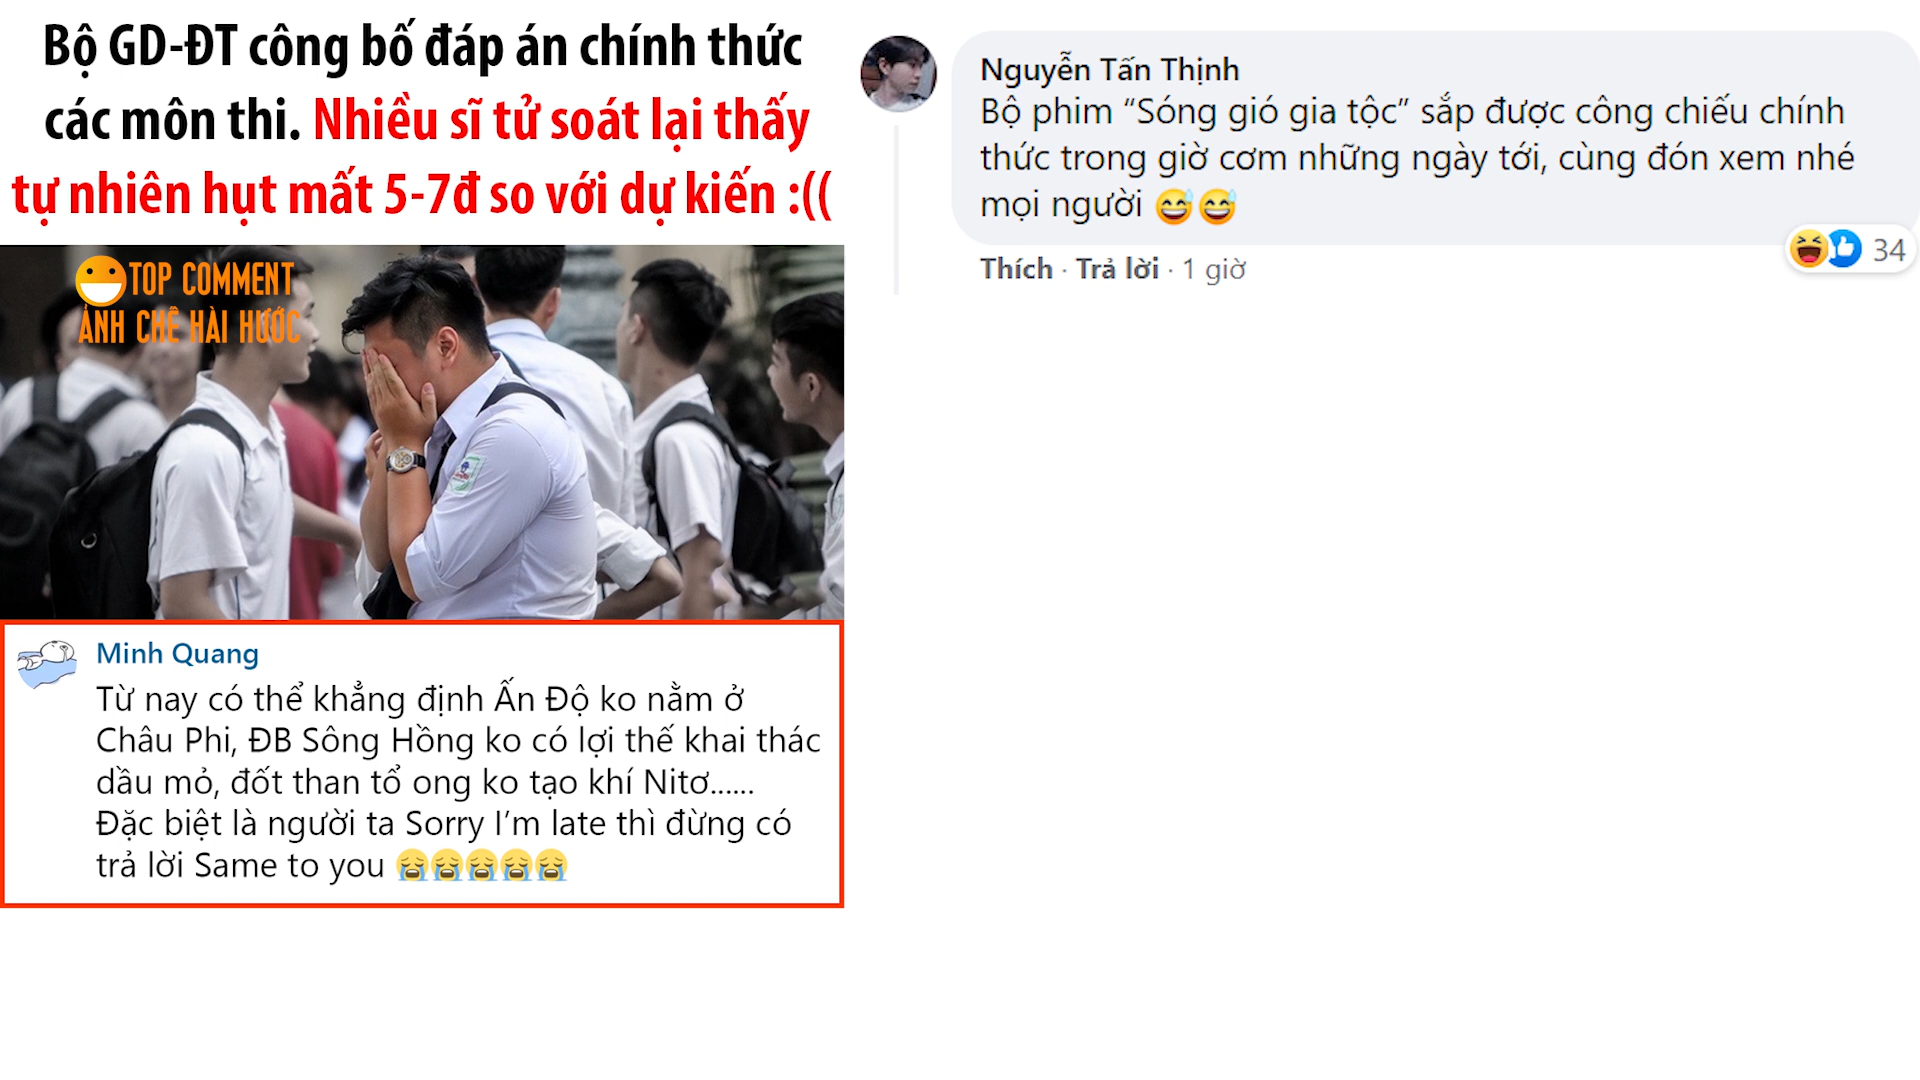 Bộ GD-ĐT công bố đáp án chính thức
các môn thi. Nhiều sĩ tử soát lại thấy
tự nhiên hụt mất 5-7đ so với dự kiến :((
TOP COMMENT
ẢNH CHẾ HÀI HƯỚC
Minh Quang
Từ nay có thể khẳng định Ấn Độ ko nằm ở
Châu Phi, ĐB Sông Hồng ko có lợi thế khai thác
dầu mỏ, đốt than tổ ong ko tạo khí Nitơ......
Đặc biệt là người ta Sorry I’m late thì đừng có
trả lời Same to you 😭😭😭😭😭
Nguyễn Tấn Thịnh
Bộ phim “Sóng gió gia tộc” sắp được công chiếu chính
thức trong giờ cơm những ngày tới, cùng đón xem nhé
mọi người 😅😅
34
Thích · Trả lời · 1 giờ